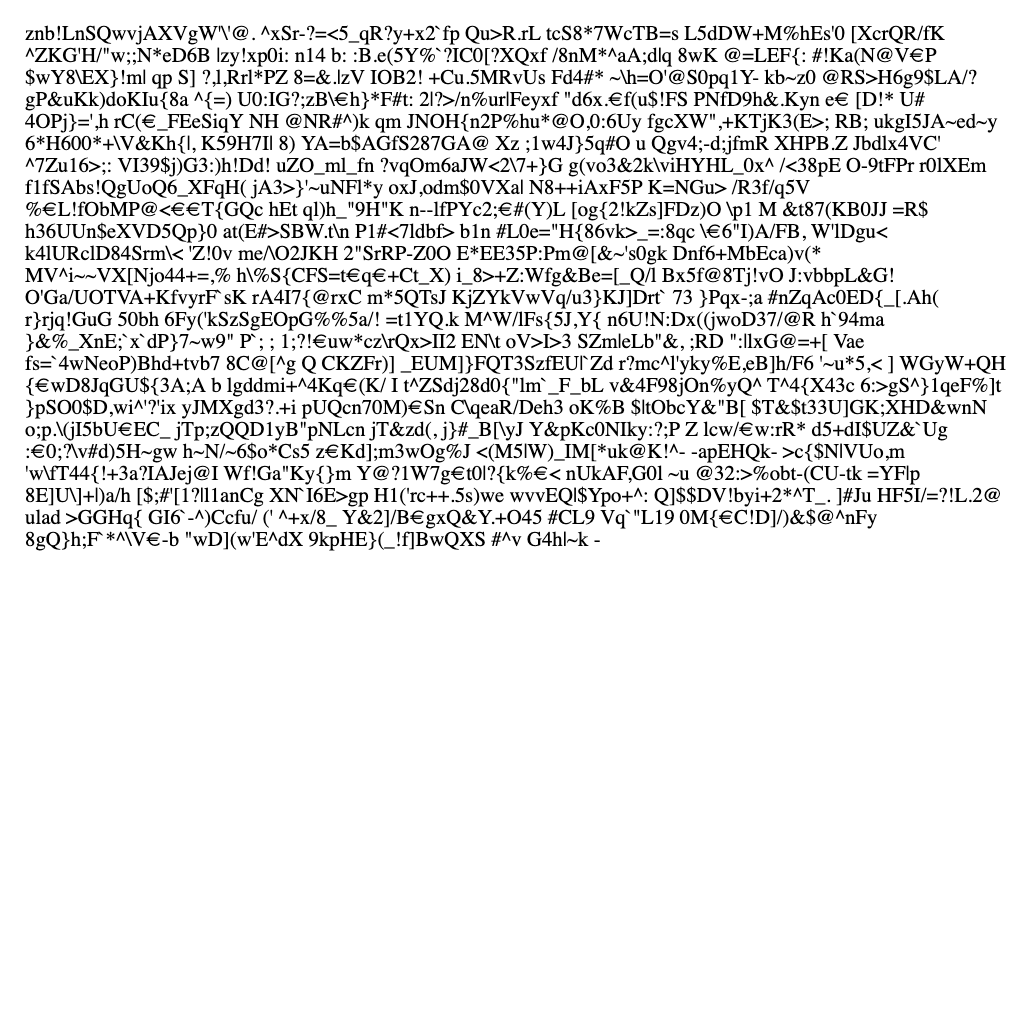 znb!LnSQwvjAXVgW'\'@. ^xSr-?=<5_qR?y+x2`fp Qu>R.rL tcS8*7WcTB=s L5dDW+M%hEs'0 [XcrQR/fK
^ZKG'H/"w;;N*eD6B |zy!xp0i: n14 b: :B.e(5Y%`?IC0[?XQxf /8nM*^aA;d|q 8wK @=LEF{: #!Ka(N@V€P
$wY8\EX}!m| qp S] ?,l,Rrl*PZ 8=&.lzV IOB2! +Cu.5MRvUs Fd4#* ~\h=O'@S0pq1Y- kb~z0 @RS>H6g9$LA/?
gP&uKk)doKIu{8a ^{=) U0:IG?;zB\€h}*F#t: 2|?>/n%ur|Feyxf "d6x.€f(u$!FS PNfD9h&.Kyn e€ [D!* U#
4OPj}=',h rC(€_FEeSiqY NH @NR#^)k qm JNOH{n2P%hu*@O,0:6Uy fgcXW",+KTjK3(E>; RB; ukgI5JA~ed~y
6*H600*+\V&Kh{|, K59H7I| 8) YA=b$AGfS287GA@ Xz ;1w4J}5q#O u Qgv4;-d;jfmR XHPB.Z Jbdlx4VC'
^7Zu16>;: VI39$j)G3:)h!Dd! uZO_ml_fn ?vqOm6aJW<2\7+}G g(vo3&2k\viHYHL_0x^ /<38pE O-9tFPr r0lXEm
f1fSAbs!QgUoQ6_XFqH( jA3>}'~uNFl*y oxJ,odm$0VXa| N8++iAxF5P K=NGu> /R3f/q5V
%€L!fObMP@<€€T{GQc hEt ql)h_"9H"K n--lfPYc2;€#(Y)L [og{2!kZs]FDz)O \p1 M &t87(KB0JJ =R$
h36UUn$eXVD5Qp}0 at(E#>SBW.t\n P1#<7ldbf> b1n #L0e="H{86vk>_=:8qc \€6"I)A/FB, W'lDgu<
k4lURclD84Srm\< 'Z!0v me/\O2JKH 2"SrRP-Z0O E*EE35P:Pm@[&~'s0gk Dnf6+MbEca)v(*
MV^i~~VX[Njo44+=,% h\%S{CFS=t€q€+Ct_X) i_8>+Z:Wfg&Be=[_Q/l Bx5f@8Tj!vO J:vbbpL&G!
O'Ga/UOTVA+KfvyrF`sK rA4I7{@rxC m*5QTsJ KjZYkVwVq/u3}KJ]Drt` 73 }Pqx-;a #nZqAc0ED{_[.Ah(
r}rjq!GuG 50bh 6Fy('kSzSgEOpG%%5a/! =t1YQ.k M^W/lFs{5J,Y{ n6U!N:Dx((jwoD37/@R h`94ma
}&%_XnE;`x`dP}7~w9" P`; ; 1;?!€uw*cz\rQx>II2 EN\t oV>I>3 SZm|eLb"&, ;RD ":||xG@=+[ Vae
fs=`4wNeoP)Bhd+tvb7 8C@[^g Q CKZFr)] _EUM]}FQT3SzfEU|`Zd r?mc^l'yky%E,eB]h/F6 '~u*5,< ] WGyW+QH
{€wD8JqGU${3A;A b lgddmi+^4Kq€(K/ I t^ZSdj28d0{"lm`_F_bL v&4F98jOn%yQ^ T^4{X43c 6:>gS^}1qeF%]t
}pSO0$D,wi^'?'ix yJMXgd3?.+i pUQcn70M)€Sn C\qeaR/Deh3 oK%B $|tObcY&"B[ $T&$t33U]GK;XHD&wnN
o;p.\(jI5bU€EC_ jTp;zQQD1yB"pNLcn jT&zd(, j}#_B[\yJ Y&pKc0NIky:?;P Z lcw/€w:rR* d5+dI$UZ&`Ug
:€0;?\v#d)5H~gw h~N/~6$o*Cs5 z€Kd];m3wOg%J <(M5|W)_IM[*uk@K!^- -apEHQk- >c{$N|VUo,m
'w\fT44{!+3a?IAJej@I Wf!Ga"Ky{}m Y@?1W7g€t0|?{k%€< nUkAF,G0l ~u @32:>%obt-(CU-tk =YF|p
8E]U\]+|)a/h [$;#'[1?|l1anCg XN`I6E>gp H1('rc++.5s)we wvvEQ|$Ypo+^: Q]$$DV!byi+2*^T_. ]#Ju HF5I/=?!L.2@
ulad >GGHq{ GI6`-^)Ccfu/ (' ^+x/8_ Y&2]/B€gxQ&Y.+O45 #CL9 Vq`"L19 0M{€C!D]/)&$@^nFy
8gQ}h;F`*^\V€-b "wD](w'E^dX 9kpHE}(_!f]BwQXS #^v G4h|~k -